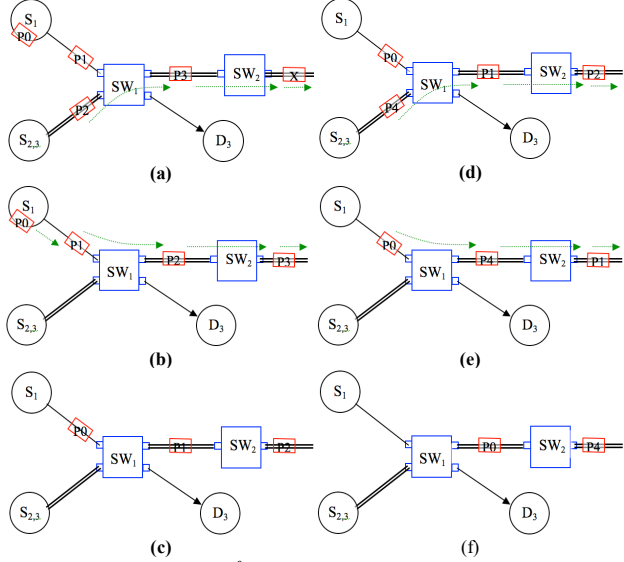 S1
P0
P1
P3
X
SW1
SW2
P2
S2,3.
D3
(a)
S1
P0
P1
P2
P3
SW1
SW2
S2,3.
D3
(b)
S1
P0
P1
P2
SW1
SW2
S2,3.
D3
(c)
S1
P0
P1
P2
SW1
SW2
P4
S2,3.
D3
(d)
S1
P0
P4
P1
SW1
SW2
S2,3.
D3
(e)
S1
P0
P4
SW1
SW2
S2,3.
D3
(f)